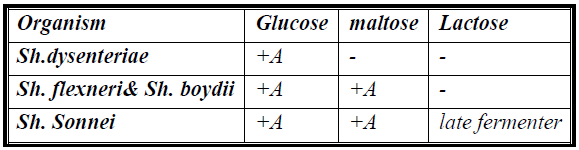 Organism Glucose maltose Lactose
Sh.dysenteriae +A - -
Sh. flexneri& Sh. boydii +A +A -
Sh. Sonnei +A +A late fermenter